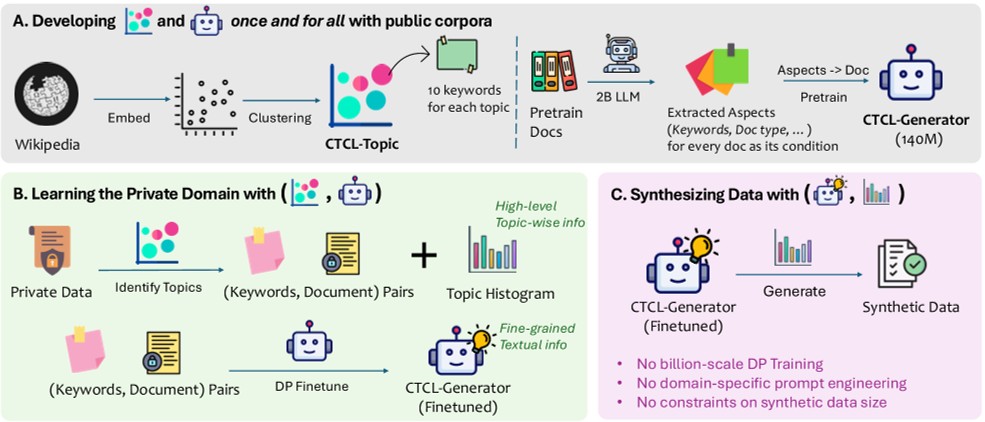 A. Developing and once and for all with public corpora
Wikipedia
Embed
Clustering
CTCL-Topic
10 keywords
for each topic
Pretrain
Docs
2B LLM
Extracted Aspects
(Keywords, Doc type, ... )
for every doc as its condition
Aspects -> Doc
Pretrain
CTCL-Generator
(140M)
B. Learning the Private Domain with ( , )
Private Data
Identify Topics
(Keywords, Document) Pairs
+
High-level
Topic-wise info
Topic Histogram
(Keywords, Document) Pairs
DP Finetune
Fine-grained
Textual info
CTCL-Generator
(Finetuned)
C. Synthesizing Data with ( , )
CTCL-Generator
(Finetuned)
Generate
Synthetic Data
• No billion-scale DP Training
• No domain-specific prompt engineering
• No constraints on synthetic data size